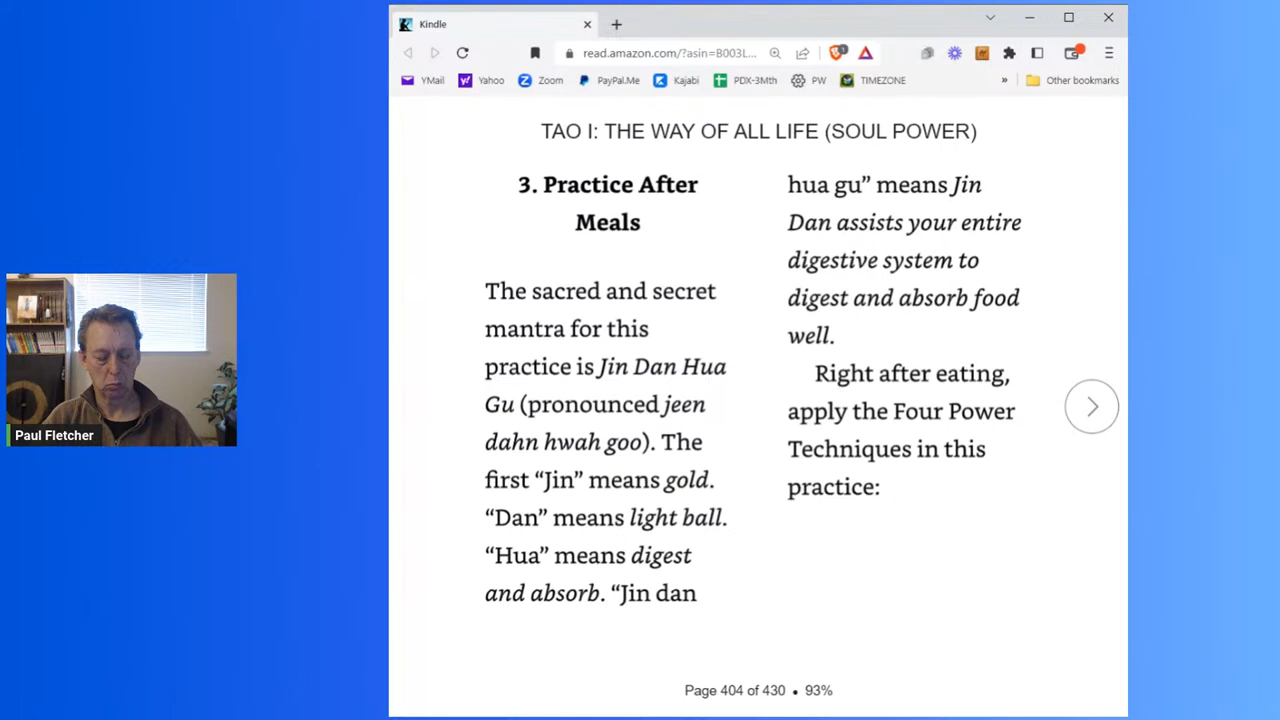 Kindle
read.amazon.com/?asin=B003L...
1
YMail
Yahoo
Zoom
PayPal.Me
Kajabi
PDX-3Mth
PW
TIMEZONE
»
Other bookmarks
TAO I: THE WAY OF ALL LIFE (SOUL POWER)
3. Practice After
Meals
The sacred and secret
mantra for this
practice is Jin Dan Hua
Gu (pronounced jeen
dahn hwah goo). The
first “Jin” means gold.
“Dan” means light ball.
“Hua” means digest
and absorb. “Jin dan
hua gu” means Jin
Dan assists your entire
digestive system to
digest and absorb food
well.
Right after eating,
apply the Four Power
Techniques in this
practice:
Page 404 of 430 • 93%
Paul Fletcher